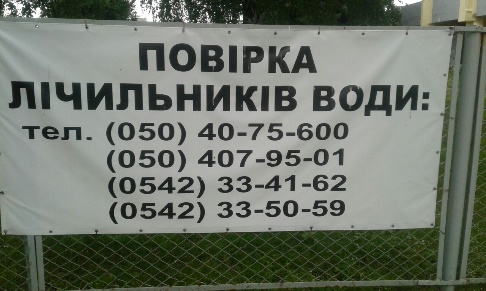 ПОВІРКА
ЛІЧИЛЬНИКІВ ВОДИ:
тел. (050) 40-75-600
(050) 407-95-01
(0542) 33-41-62
(0542) 33-50-59